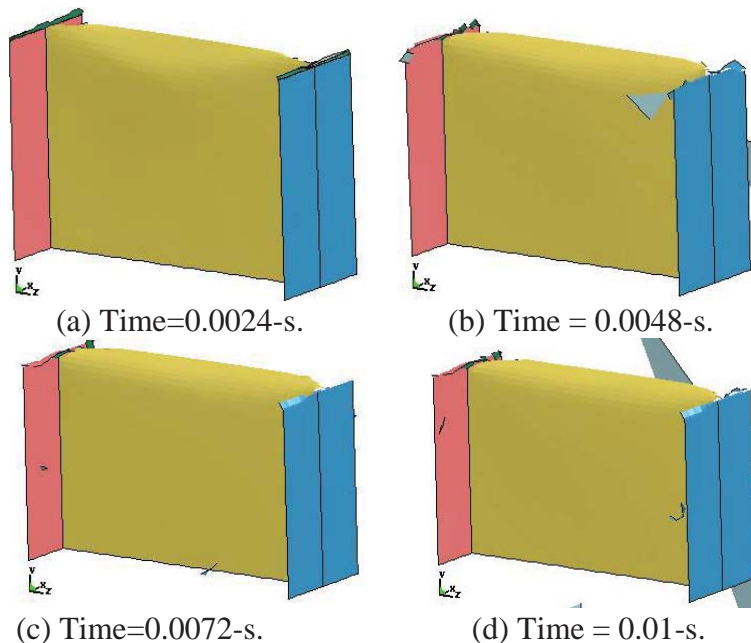 Y
X
Z
(a) Time=0.0024-s.
Y
X
Z
(b) Time = 0.0048-s.
Y
X
Z
(c) Time=0.0072-s.
Y
X
Z
(d) Time = 0.01-s.